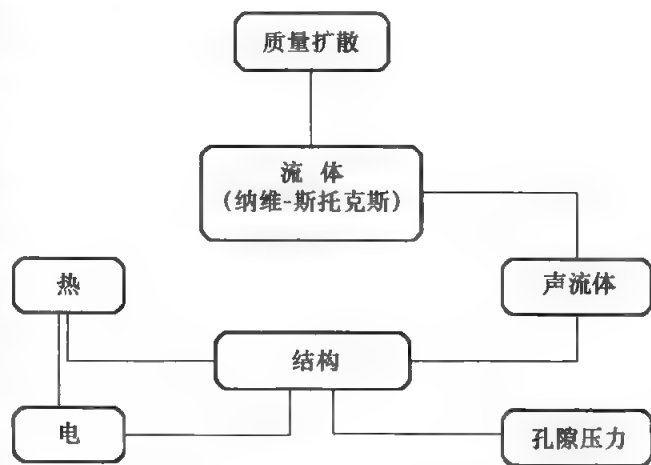 质量扩散
流 体
(纳维-斯托克斯)
热
声流体
结构
电
孔隙压力